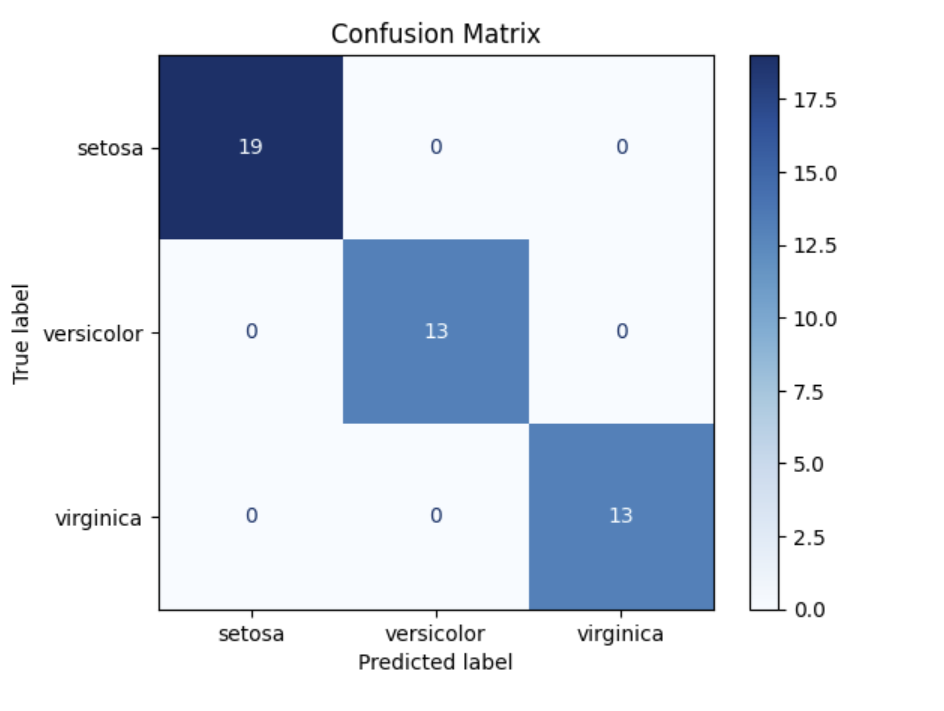 Confusion Matrix
True label
setosa
versicolor
virginica
19 0 0
0 13 0
0 0 13
setosa versicolor virginica
Predicted label
17.5
15.0
12.5
10.0
7.5
5.0
2.5
0.0